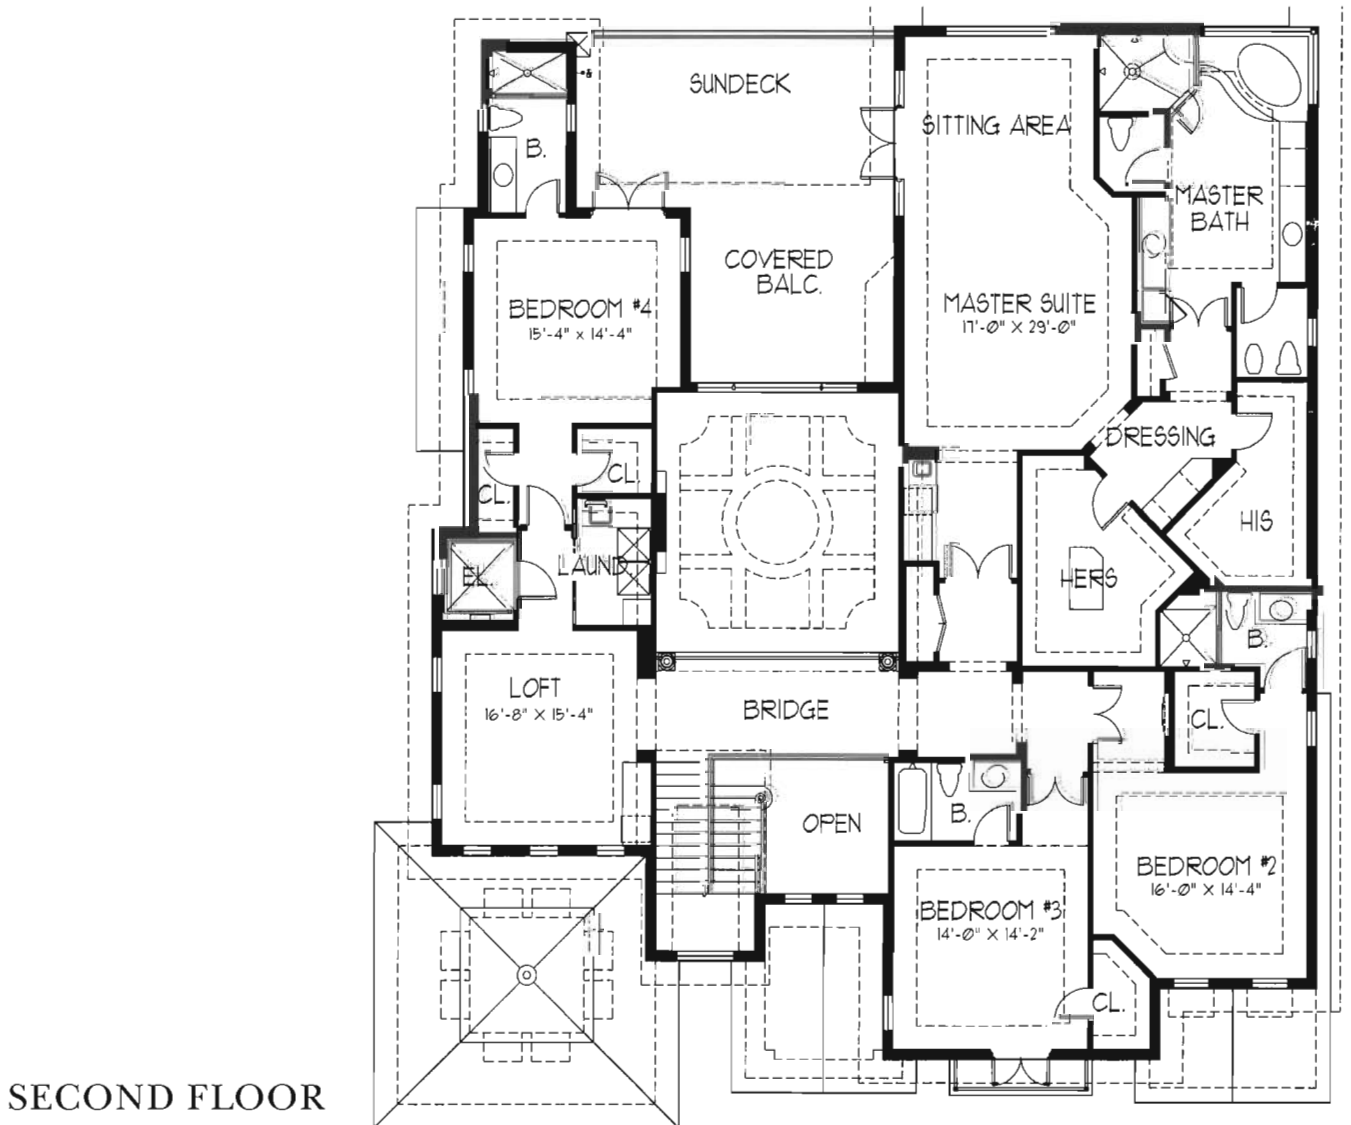 SUNDECK
SITTING AREA
B.
MASTER
BATH
COVERED
BALC.
BEDROOM #4
15'-4" x 14'-4"
MASTER SUITE
17'-0" X 29'-0"
DRESSING
CL.
CL.
HIS
EL.
LAUND
HERS
B.
LOFT
16'-8" X 15'-4"
BRIDGE
CL.
B.
OPEN
BEDROOM #2
16'-0" X 14'-4"
BEDROOM #3
14'-0" X 14'-2"
CL.
SECOND FLOOR